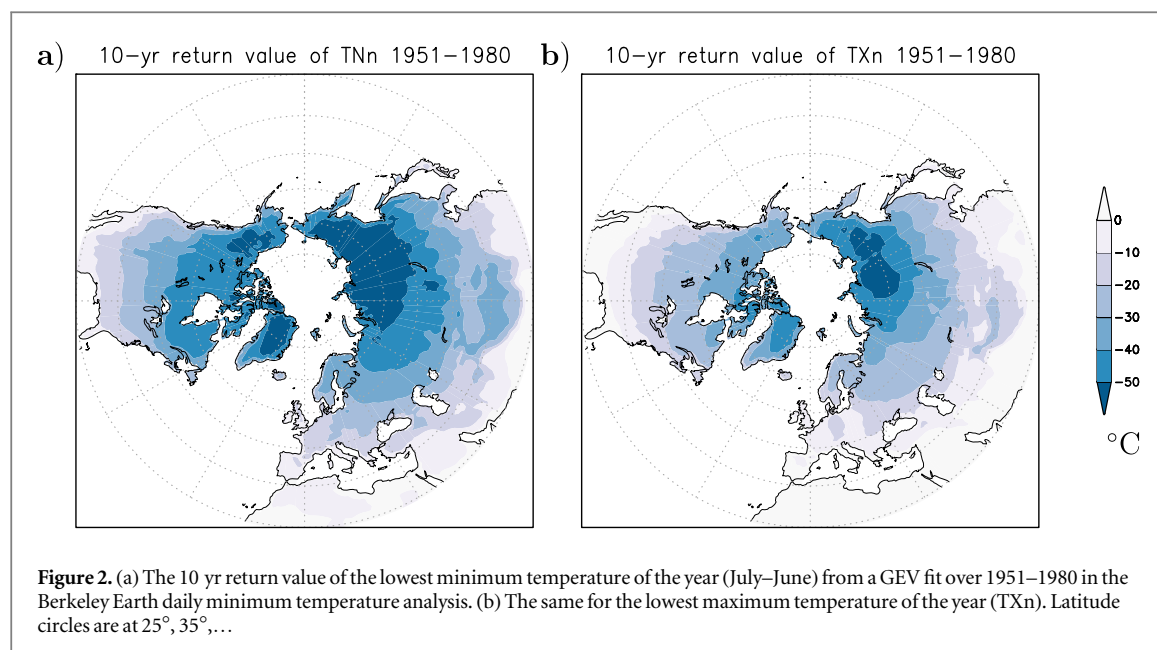 a) 10-yr return value of TNn 1951-1980
b) 10-yr return value of TXn 1951-1980
0
-10
-20
-30
-40
-50
°C
Figure 2. (a) The 10 yr return value of the lowest minimum temperature of the year (July–June) from a GEV fit over 1951–1980 in the
Berkeley Earth daily minimum temperature analysis. (b) The same for the lowest maximum temperature of the year (TXn). Latitude
circles are at 25°, 35°,…